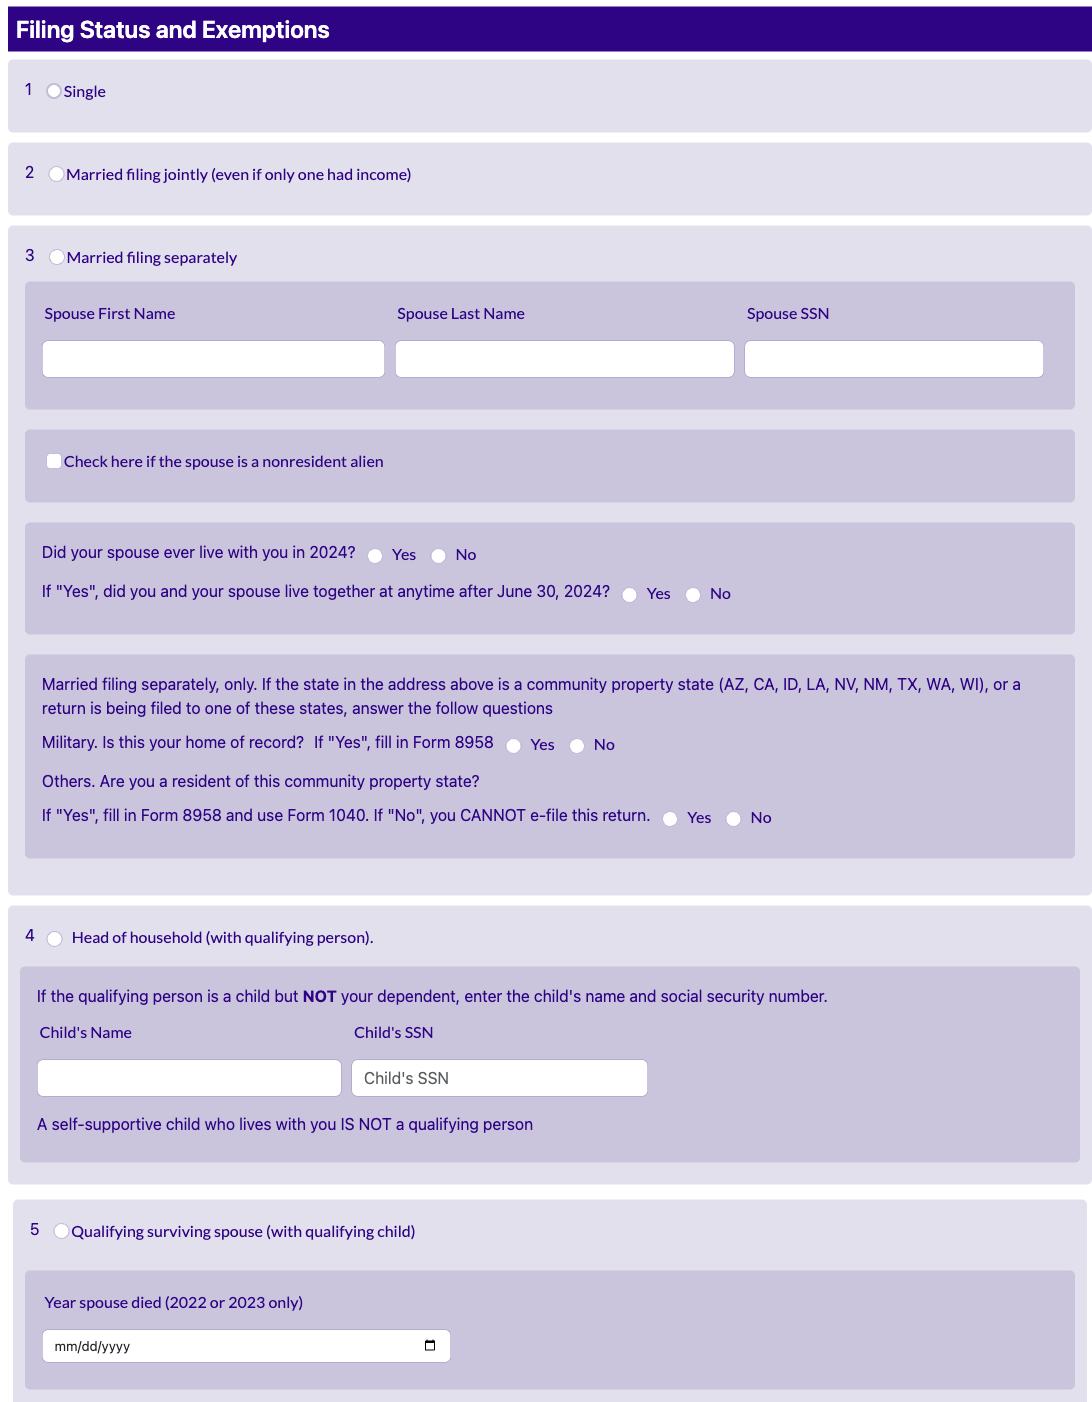 Filing Status and Exemptions
1 Single
2 Married filing jointly (even if only one had income)
3 Married filing separately
Spouse First Name Spouse Last Name Spouse SSN
Check here if the spouse is a nonresident alien
Did your spouse ever live with you in 2024? Yes No
If "Yes", did you and your spouse live together at anytime after June 30, 2024? Yes No
Married filing separately, only. If the state in the address above is a community property state (AZ, CA, ID, LA, NV, NM, TX, WA, WI), or a
return is being filed to one of these states, answer the follow questions
Military. Is this your home of record? If "Yes", fill in Form 8958 Yes No
Others. Are you a resident of this community property state?
If "Yes", fill in Form 8958 and use Form 1040. If "No", you CANNOT e-file this return. Yes No
4 Head of household (with qualifying person).
If the qualifying person is a child but NOT your dependent, enter the child's name and social security number.
Child's Name Child's SSN
Child's SSN
A self-supportive child who lives with you IS NOT a qualifying person
5 Qualifying surviving spouse (with qualifying child)
Year spouse died (2022 or 2023 only)
mm/dd/yyyy